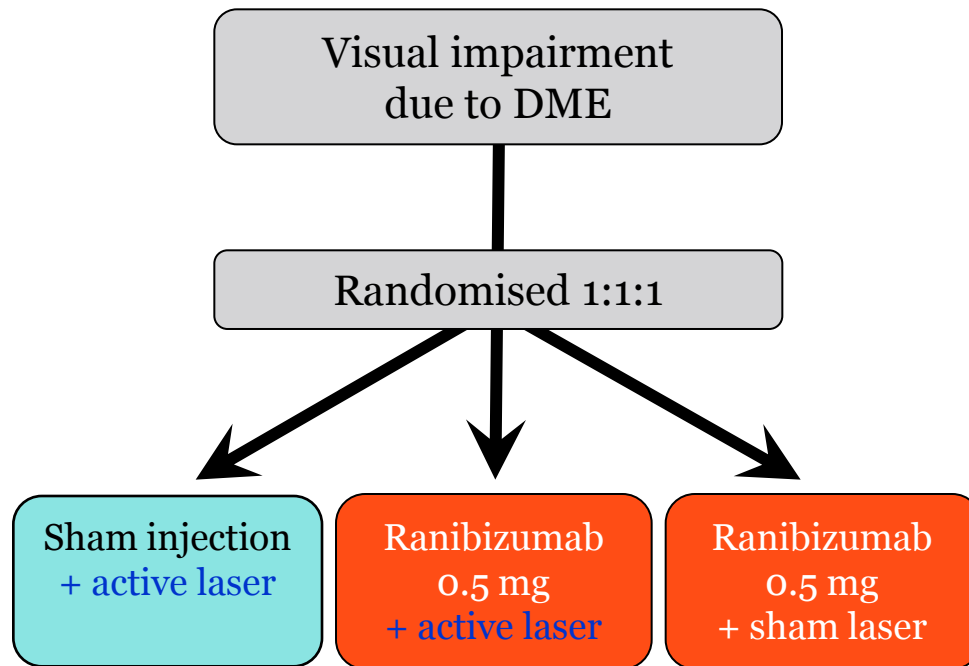 Visual impairment
due to DME
Randomised 1:1:1
Sham injection
+ active laser
Ranibizumab
0.5 mg
+ active laser
Ranibizumab
0.5 mg
+ sham laser